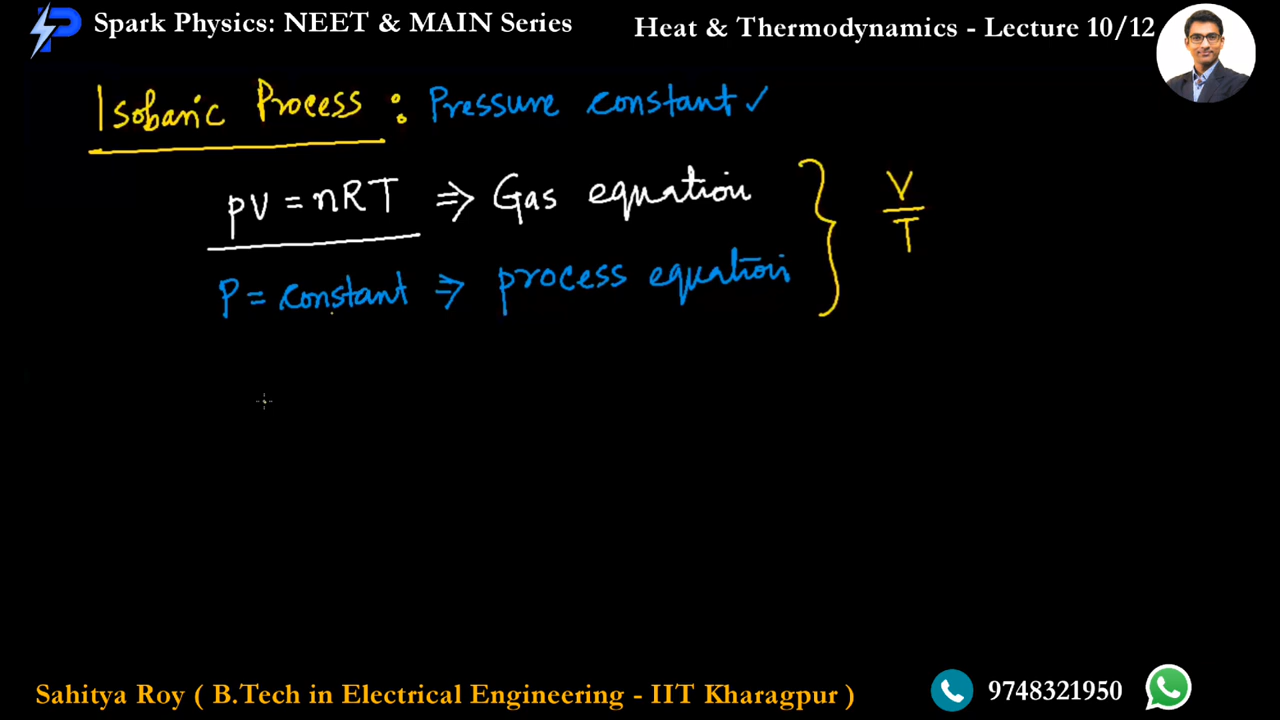 Spark Physics: NEET & MAIN Series
Heat & Thermodynamics - Lecture 10/12
Isobaric Process : Pressure constant ✓
pV = nRT ⇒ Gas equation
P = constant ⇒ process equation
V
T
Sahitya Roy ( B.Tech in Electrical Engineering - IIT Kharagpur )
9748321950